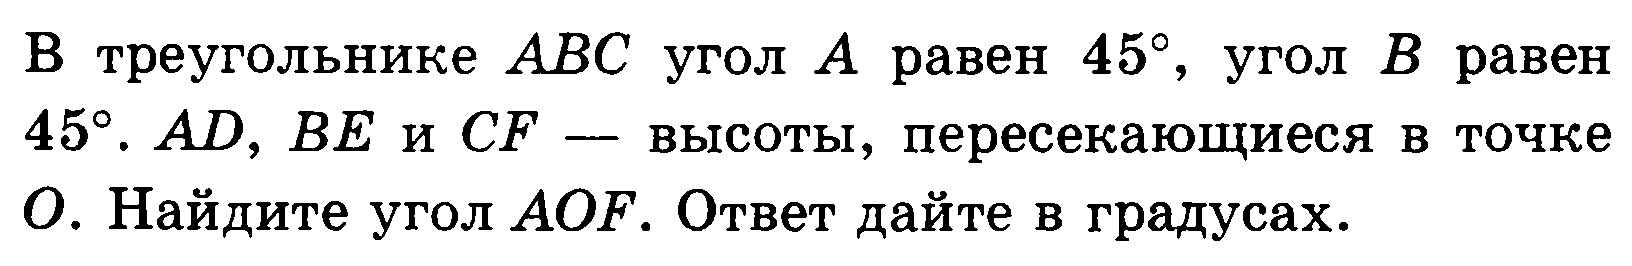 В треугольнике ABC угол A равен 45°, угол B равен
45°. AD, BE и CF — высоты, пересекающиеся в точке
O. Найдите угол AOF. Ответ дайте в градусах.